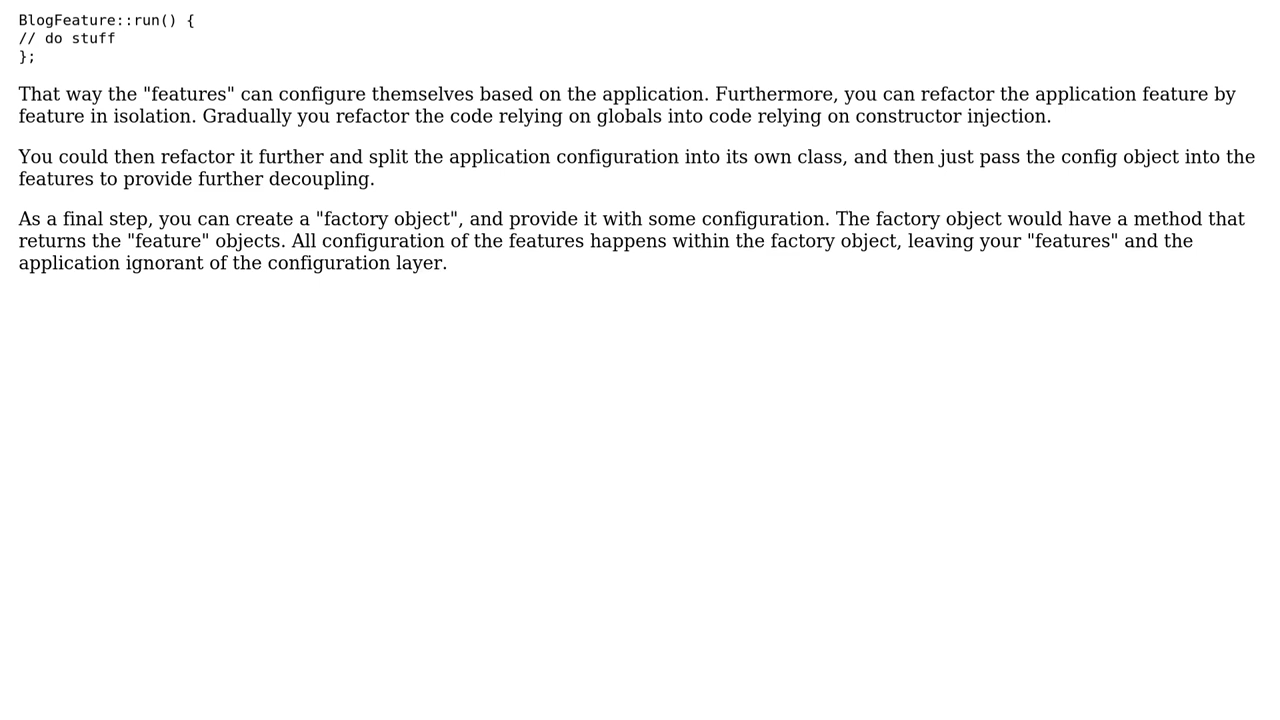 BlogFeature::run() {
// do stuff
};
That way the "features" can configure themselves based on the application. Furthermore, you can refactor the application feature by
feature in isolation. Gradually you refactor the code relying on globals into code relying on constructor injection.
You could then refactor it further and split the application configuration into its own class, and then just pass the config object into the
features to provide further decoupling.
As a final step, you can create a "factory object", and provide it with some configuration. The factory object would have a method that
returns the "feature" objects. All configuration of the features happens within the factory object, leaving your "features" and the
application ignorant of the configuration layer.